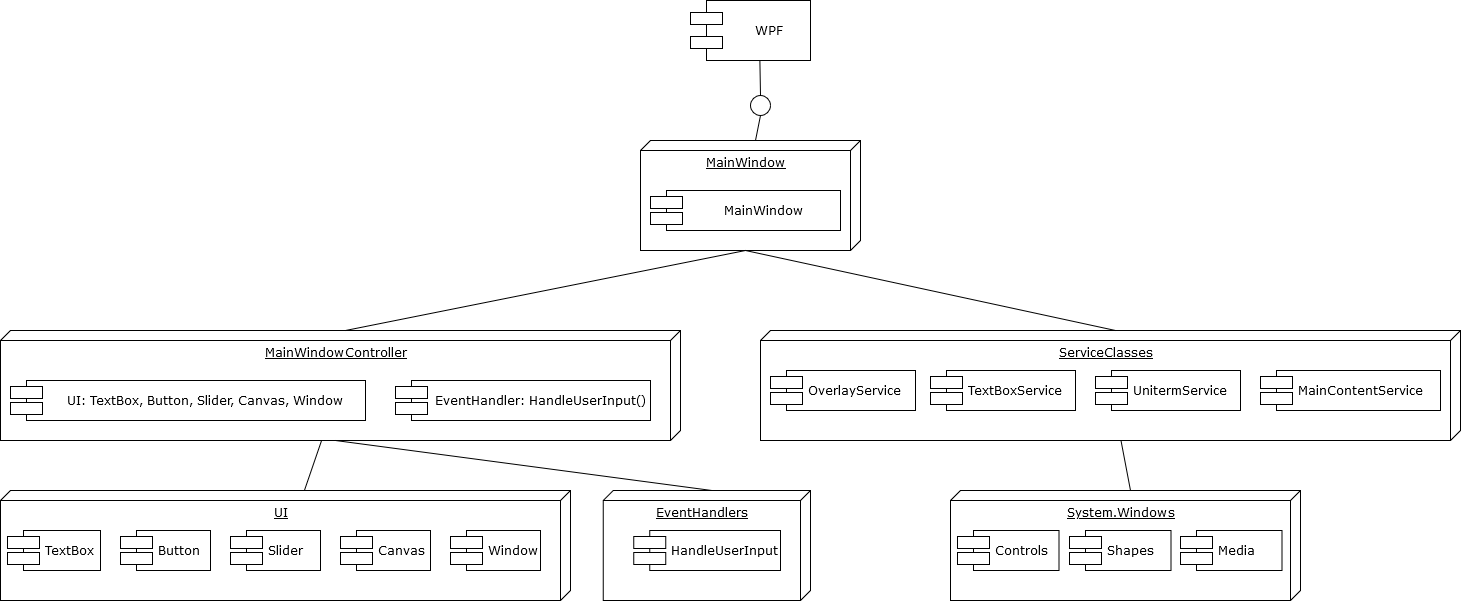 WPF
MainWindow
MainWindow
MainWindowController
UI: TextBox, Button, Slider, Canvas, Window
EventHandler: HandleUserInput()
ServiceClasses
OverlayService
TextBoxService
UnitermService
MainContentService
UI
TextBox
Button
Slider
Canvas
Window
EventHandlers
HandleUserInput
System.Windows
Controls
Shapes
Media